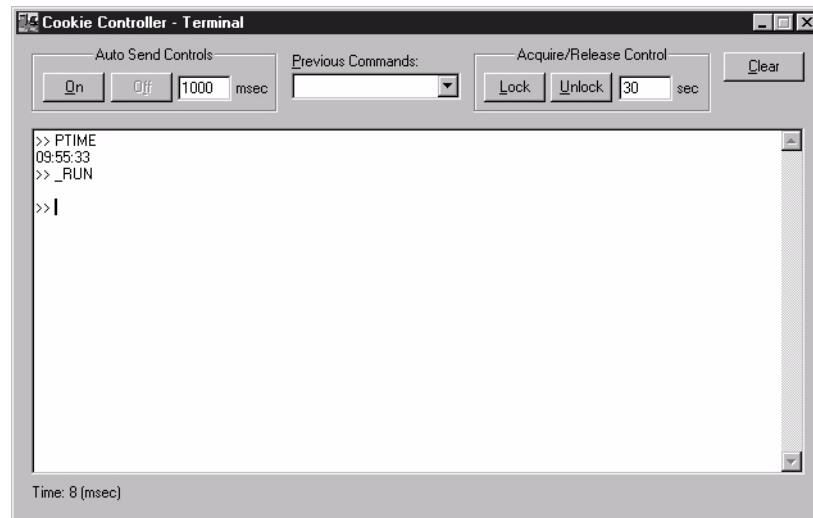 Cookie Controller - Terminal
Auto Send Controls
On Off 1000 msec
Previous Commands:
Acquire/Release Control
Lock Unlock 30 sec
Clear
>> PTIME
09:55:33
>> _RUN
>>
Time: 8 (msec)